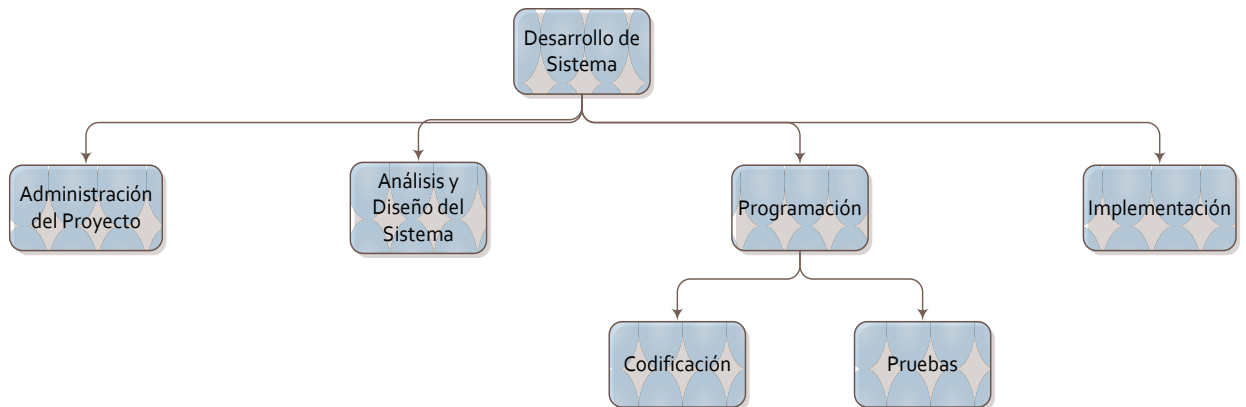 Desarrollo de
Sistema
Administración
del Proyecto
Análisis y
Diseño del
Sistema
Programación
Implementación
Codificación
Pruebas